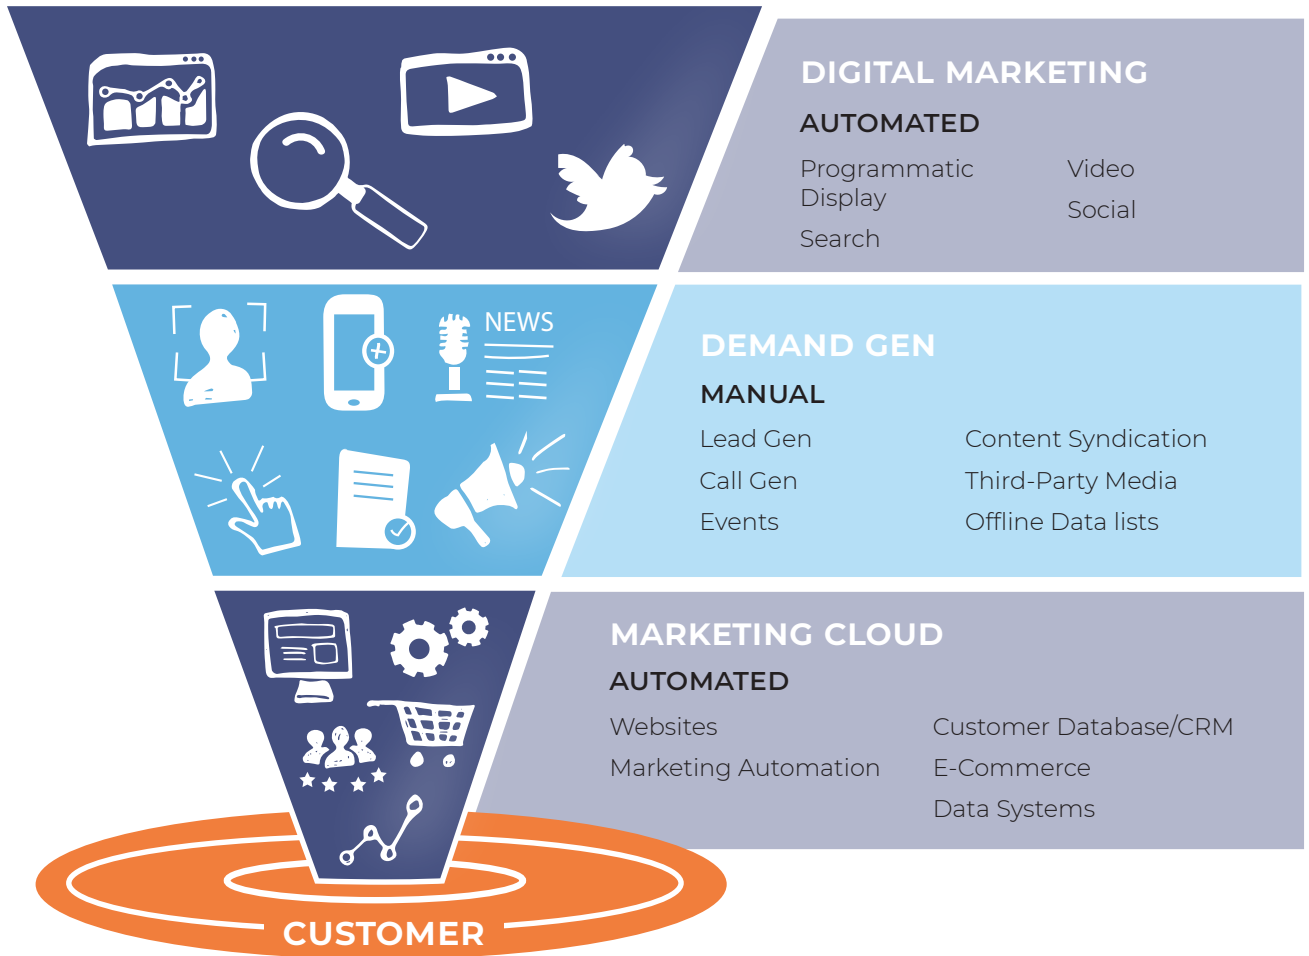 DIGITAL MARKETING
AUTOMATED
Programmatic
Display
Search
Video
Social
NEWS
DEMAND GEN
MANUAL
Lead Gen
Call Gen
Events
Content Syndication
Third-Party Media
Offline Data lists
MARKETING CLOUD
AUTOMATED
Websites
Marketing Automation
Customer Database/CRM
E-Commerce
Data Systems
CUSTOMER